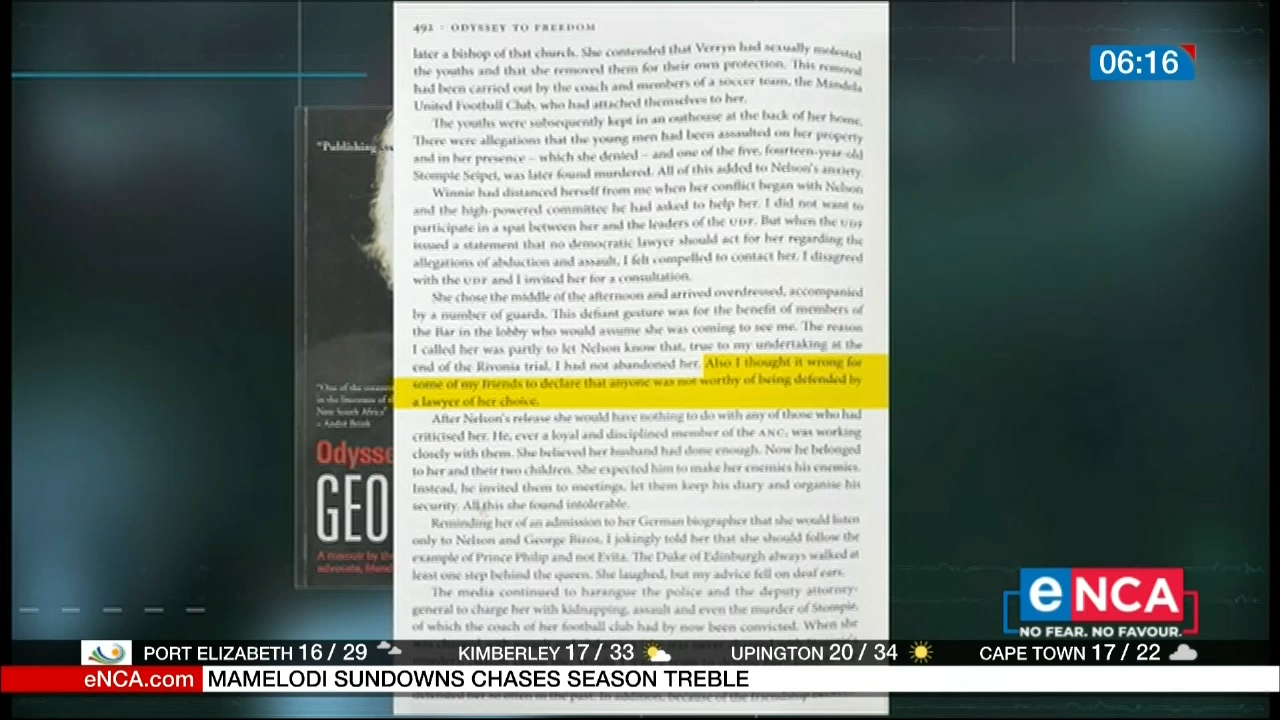 492 · ODYSSEY TO FREEDOM
later a bishop of that church. She contended that Verryn had sexually molested
the youths and that she removed them for their own protection. This removal
had been carried out by the coach and members of a soccer team, the Mandela
United Football Club, who had attached themselves to her.
The youths were subsequently kept in an outhouse at the back of her home.
There were allegations that the young men had been assaulted on her property
and in her presence – which she denied – and one of the five, fourteen-year-old
Stompie Seipei, was later found murdered. All of this added to Nelson's anxiety.
Winnie had distanced herself from me when her conflict began with Nelson
and the high-powered committee he had asked to help her. I did not want to
participate in a spat between her and the leaders of the UDF. But when the UDF
issued a statement that no democratic lawyer should act for her regarding the
allegations of abduction and assault, I felt compelled to contact her. I disagreed
with the UDF and I invited her for a consultation.
She chose the middle of the afternoon and arrived overdressed, accompanied
by a number of guards. This defiant gesture was for the benefit of members of
the Bar in the lobby who would assume she was coming to see me. The reason
I called her was partly to let Nelson know that, true to my undertaking at the
end of the Rivonia trial, I had not abandoned her. Also I thought it wrong for
some of my friends to declare that anyone was not worthy of being defended by
a lawyer of her choice.
After Nelson's release she would have nothing to do with any of those who had
criticised her. He, ever a loyal and disciplined member of the ANC, was working
closely with them. She believed her husband had done enough. Now he belonged
to her and their two children. She expected him to make her enemies his enemies.
Instead, he invited them to meetings, let them keep his diary and organise his
security. All this she found intolerable.
Reminding her of an admission to her German biographer that she would listen
only to Nelson and George Bizos, I jokingly told her that she should follow the
example of Prince Philip and not Evita. The Duke of Edinburgh always walked at
least one step behind the queen. She laughed, but my advice fell on deaf ears.
The media continued to harangue the police and the deputy attorney-
general to charge her with kidnapping, assault and even the murder of Stompie,
of which the coach of her football club had by now been convicted. When she
"Publishing
"One of the
in the literature of
New South Africa"
– André Brink
Odysse
GEO
A memoir by the
advocate,
06:16
eNCA
NO FEAR. NO FAVOUR.
PORT ELIZABETH 16 / 29
KIMBERLEY 17 / 33
UPINGTON 20 / 34
CAPE TOWN 17 / 22
eNCA.com
MAMELODI SUNDOWNS CHASES SEASON TREBLE